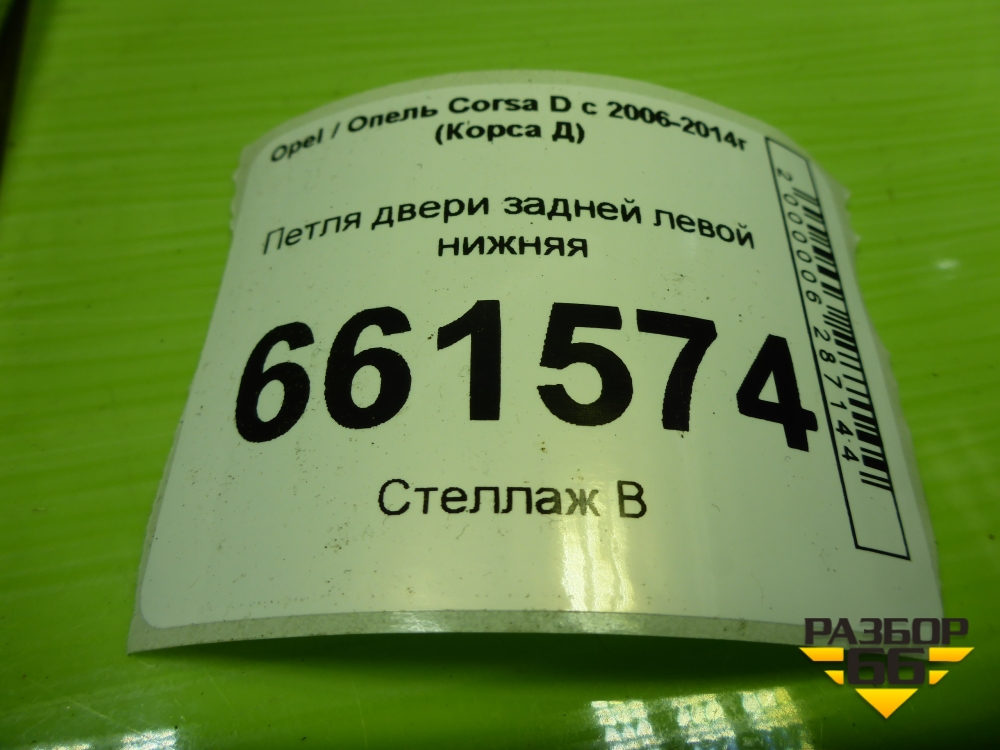 Opel / Опель Corsa D с 2006-2014г
(Корса Д)
Петля двери задней левой
нижняя
661574
Стеллаж В
2000006287144
РАЗБОР
66